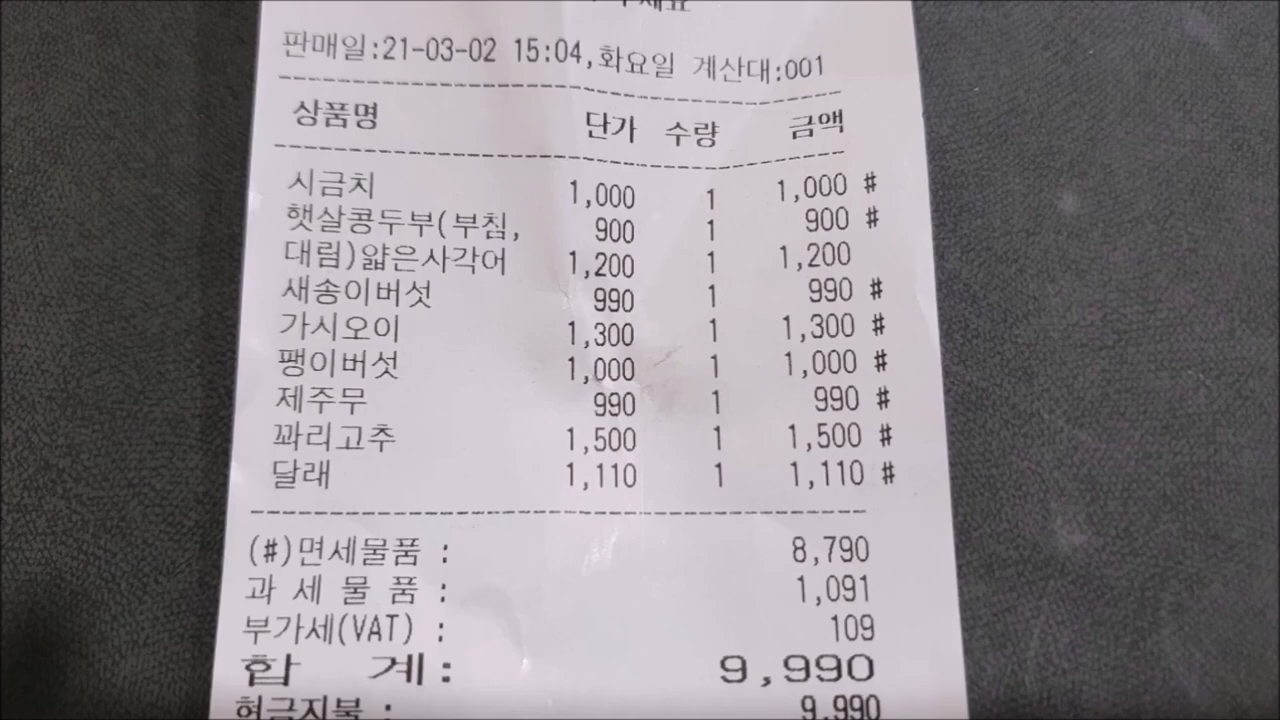 판매일:21-03-02 15:04,화요일 계산대:001
상품명 단가 수량 금액
시금치 1,000 1 1,000 #
햇살콩두부(부침, 900 1 900 #
대림)얇은사각어 1,200 1 1,200
새송이버섯 990 1 990 #
가시오이 1,300 1 1,300 #
팽이버섯 1,000 1 1,000 #
제주무 990 1 990 #
꽈리고추 1,500 1 1,500 #
달래 1,110 1 1,110 #
(#)면세물품 : 8,790
과 세 물 품 : 1,091
부가세(VAT) : 109
합 계: 9,990
현금지불 : 9,990